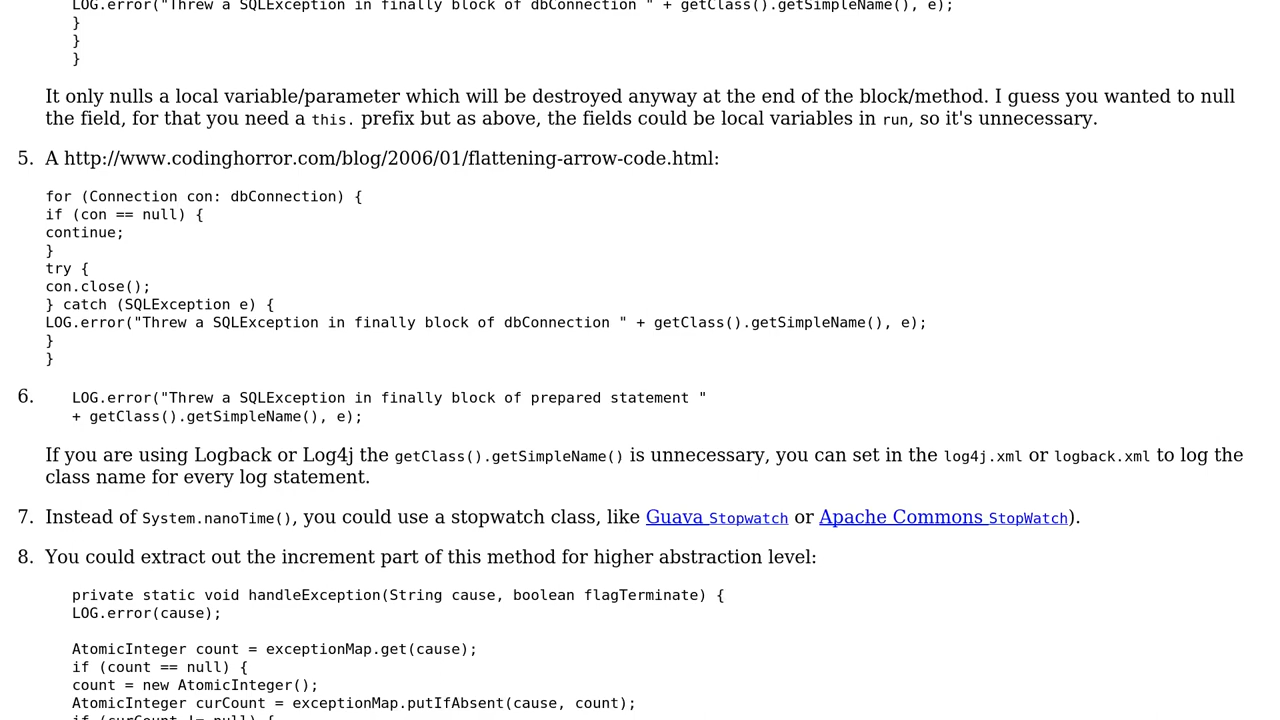 LOG.error("Threw a SQLException in finally block of dbConnection " + getClass().getSimpleName(), e);
}
}
}
It only nulls a local variable/parameter which will be destroyed anyway at the end of the block/method. I guess you wanted to null
the field, for that you need a this. prefix but as above, the fields could be local variables in run, so it's unnecessary.
5. A http://www.codinghorror.com/blog/2006/01/flattening-arrow-code.html:
for (Connection con: dbConnection) {
if (con == null) {
continue;
}
try {
con.close();
} catch (SQLException e) {
LOG.error("Threw a SQLException in finally block of dbConnection " + getClass().getSimpleName(), e);
}
}
6. LOG.error("Threw a SQLException in finally block of prepared statement "
+ getClass().getSimpleName(), e);
If you are using Logback or Log4j the getClass().getSimpleName() is unnecessary, you can set in the log4j.xml or logback.xml to log the
class name for every log statement.
7. Instead of System.nanoTime(), you could use a stopwatch class, like Guava Stopwatch or Apache Commons StopWatch).
8. You could extract out the increment part of this method for higher abstraction level:
private static void handleException(String cause, boolean flagTerminate) {
LOG.error(cause);
AtomicInteger count = exceptionMap.get(cause);
if (count == null) {
count = new AtomicInteger();
AtomicInteger curCount = exceptionMap.putIfAbsent(cause, count);
if (curCount != null) {